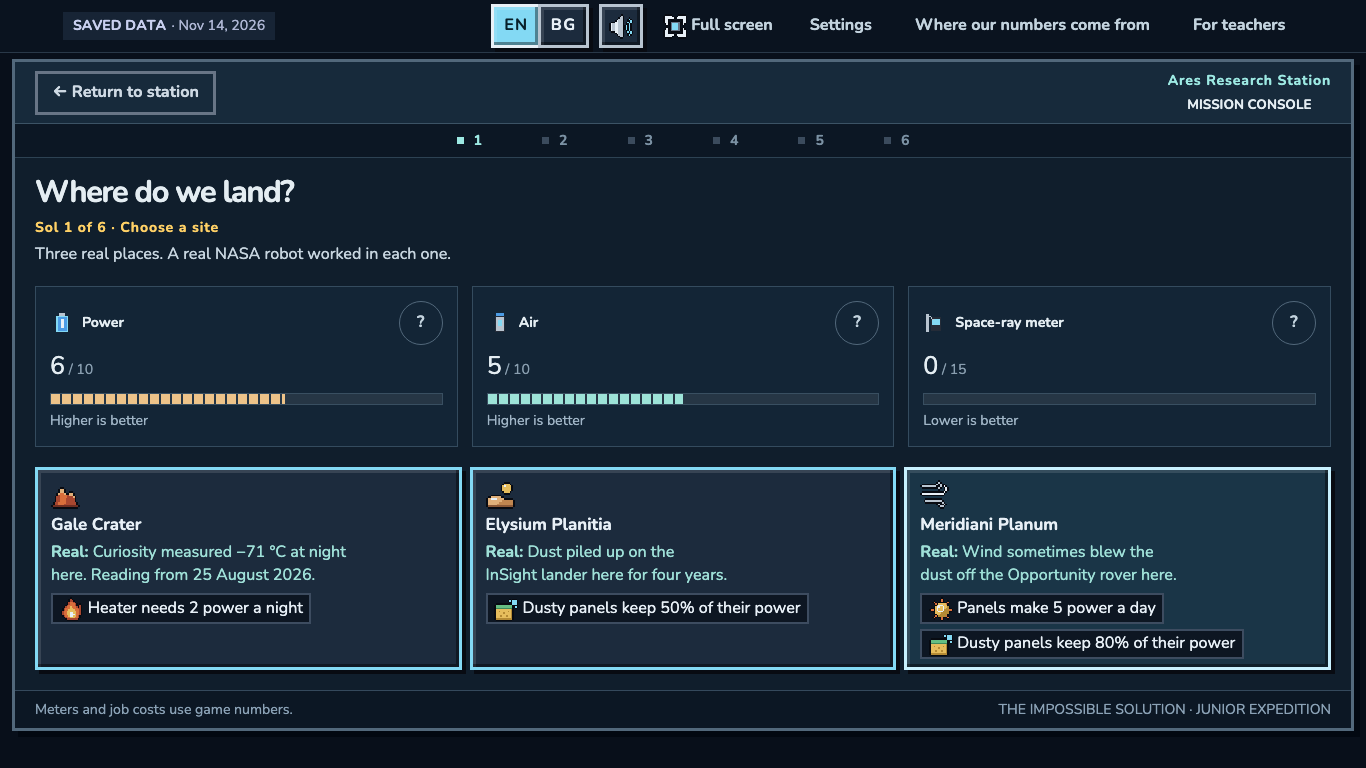 SAVED DATA · Nov 14, 2026
EN
BG
Full screen
Settings
Where our numbers come from
For teachers
← Return to station
Ares Research Station
MISSION CONSOLE
1
2
3
4
5
6
Where do we land?
Sol 1 of 6 · Choose a site
Three real places. A real NASA robot worked in each one.
Power
?
6 / 10
Higher is better
Air
?
5 / 10
Higher is better
Space-ray meter
?
0 / 15
Lower is better
Gale Crater
Real: Curiosity measured −71 °C at night
here. Reading from 25 August 2026.
Heater needs 2 power a night
Elysium Planitia
Real: Dust piled up on the
InSight lander here for four years.
Dusty panels keep 50% of their power
Meridiani Planum
Real: Wind sometimes blew the
dust off the Opportunity rover here.
Panels make 5 power a day
Dusty panels keep 80% of their power
Meters and job costs use game numbers.
THE IMPOSSIBLE SOLUTION · JUNIOR EXPEDITION